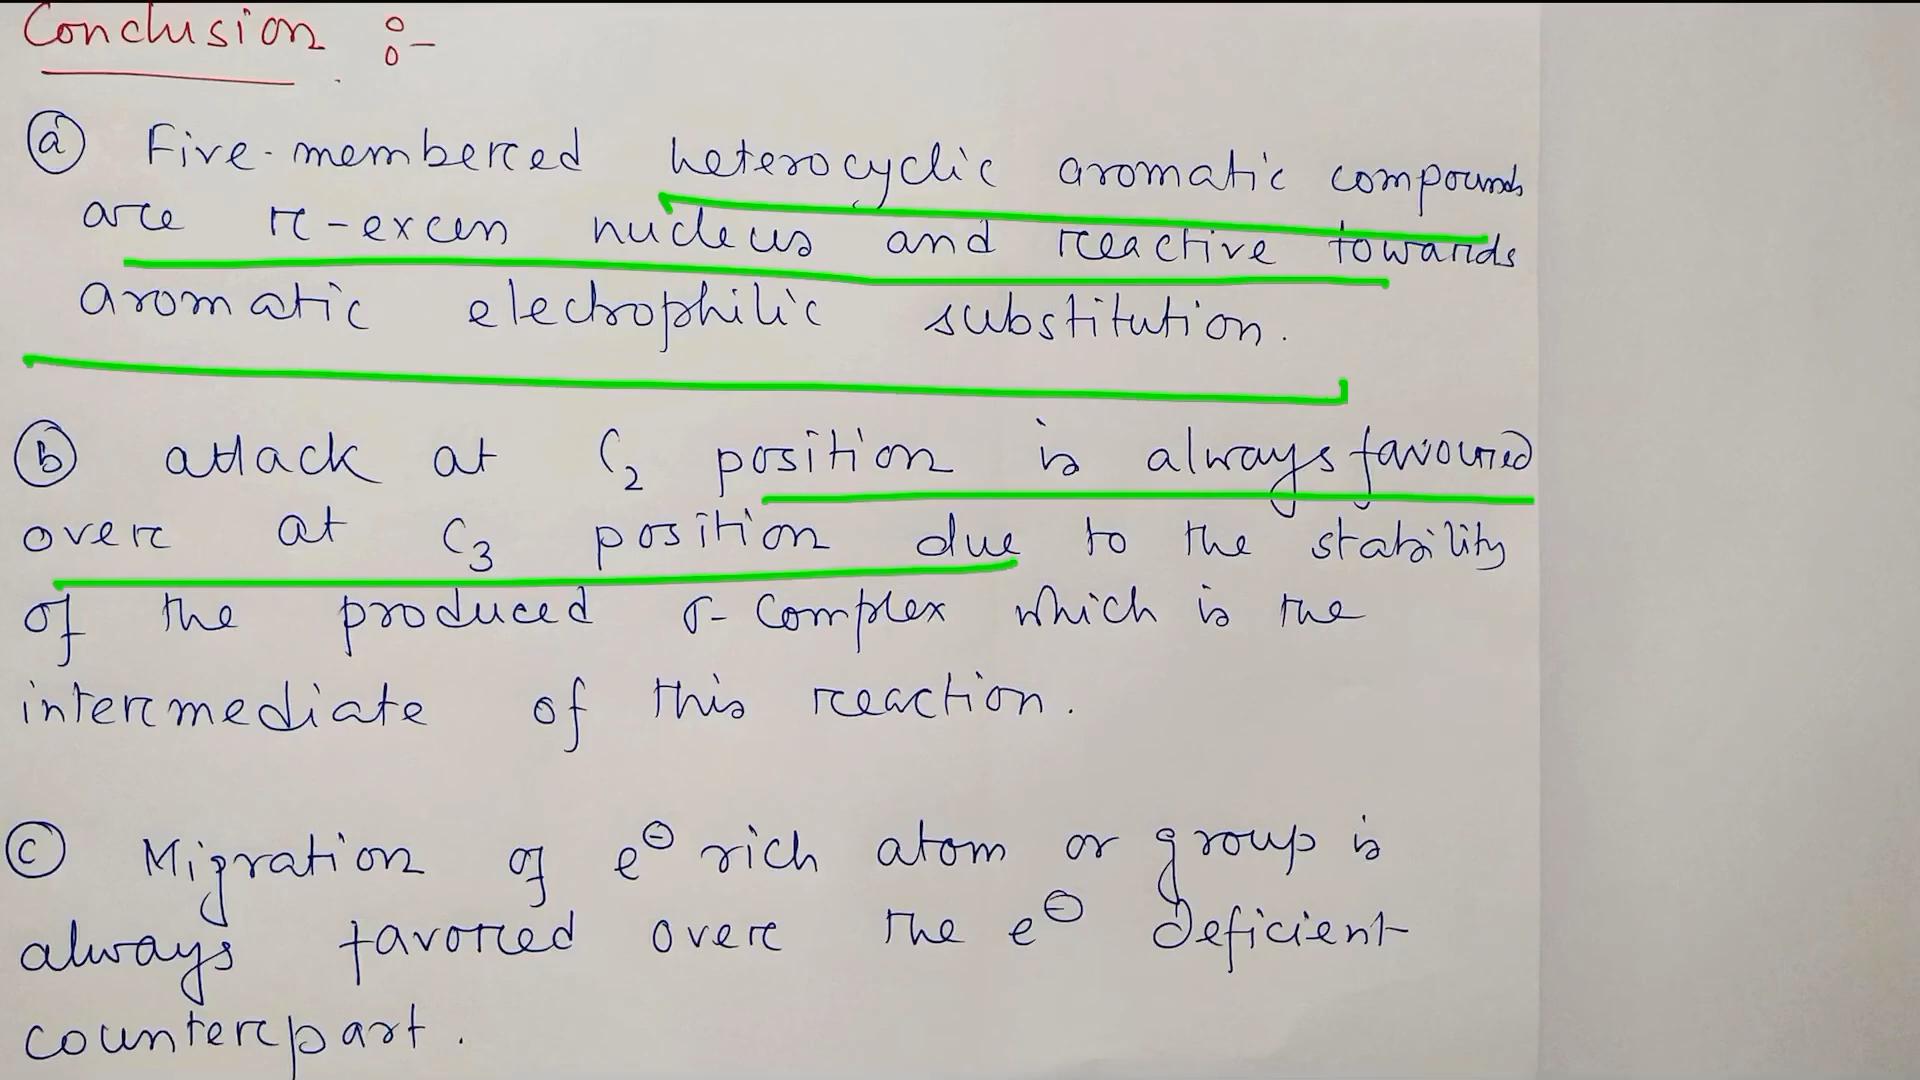 Conclusion :-
(a) Five-membered heterocyclic aromatic compounds
are π-excen nucleus and reactive towards
aromatic electrophilic substitution.
(b) attack at C₂ position is always favoured
over at C₃ position due to the stability
of the produced σ-complex which is the
intermediate of this reaction.
(c) Migration of e⊖ rich atom or group is
always favored over the e⊖ deficient
counterpart.